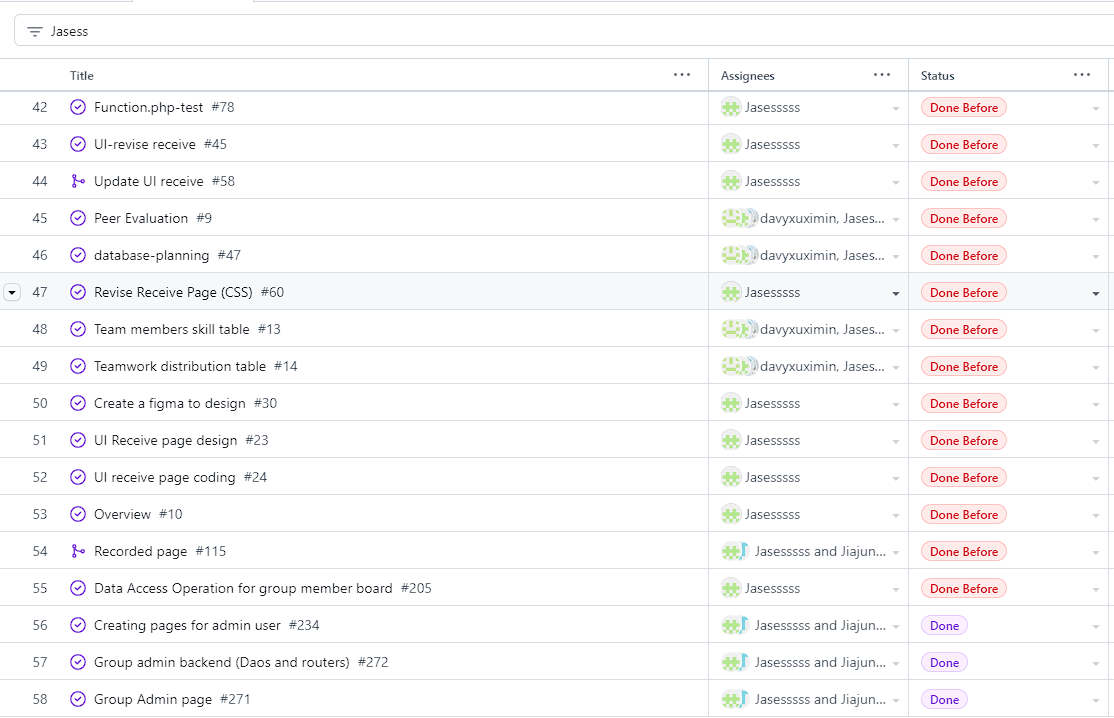 Jasess
Title ... Assignees ... Status ...
42 Function.php-test #78 Jasesssss Done Before
43 UI-revise receive #45 Jasesssss Done Before
44 Update UI receive #58 Jasesssss Done Before
45 Peer Evaluation #9 davyxuximin, Jases... Done Before
46 database-planning #47 davyxuximin, Jases... Done Before
47 Revise Receive Page (CSS) #60 Jasesssss Done Before
48 Team members skill table #13 davyxuximin, Jases... Done Before
49 Teamwork distribution table #14 davyxuximin, Jases... Done Before
50 Create a figma to design #30 Jasesssss Done Before
51 UI Receive page design #23 Jasesssss Done Before
52 UI receive page coding #24 Jasesssss Done Before
53 Overview #10 Jasesssss Done Before
54 Recorded page #115 Jasesssss and Jiajun... Done Before
55 Data Access Operation for group member board #205 Jasesssss Done Before
56 Creating pages for admin user #234 Jasesssss and Jiajun... Done
57 Group admin backend (Daos and routers) #272 Jasesssss and Jiajun... Done
58 Group Admin page #271 Jasesssss and Jiajun... Done